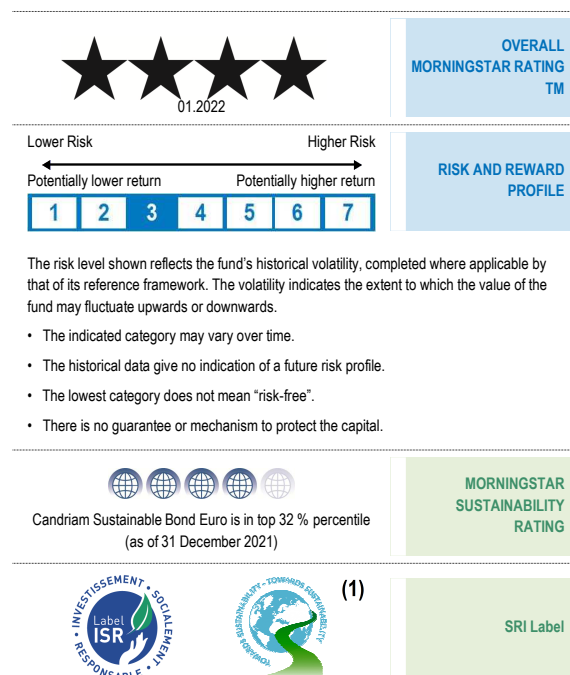 OVERALL
MORNINGSTAR RATING
TM
01.2022
Lower Risk
Higher Risk
Potentially lower return
Potentially higher return
1 2 3 4 5 6 7
RISK AND REWARD
PROFILE
The risk level shown reflects the fund's historical volatility, completed where applicable by
that of its reference framework. The volatility indicates the extent to which the value of the
fund may fluctuate upwards or downwards.
• The indicated category may vary over time.
• The historical data give no indication of a future risk profile.
• The lowest category does not mean “risk-free”.
• There is no guarantee or mechanism to protect the capital.
Candriam Sustainable Bond Euro is in top 32 % percentile
(as of 31 December 2021)
MORNINGSTAR
SUSTAINABILITY
RATING
INVESTISSEMENT • SOCIALEMENT • RESPONSABLE •
Label
ISR
TOWARDS SUSTAINABILITY - TOWARDS SUSTAINABILITY
(1)
SRI Label